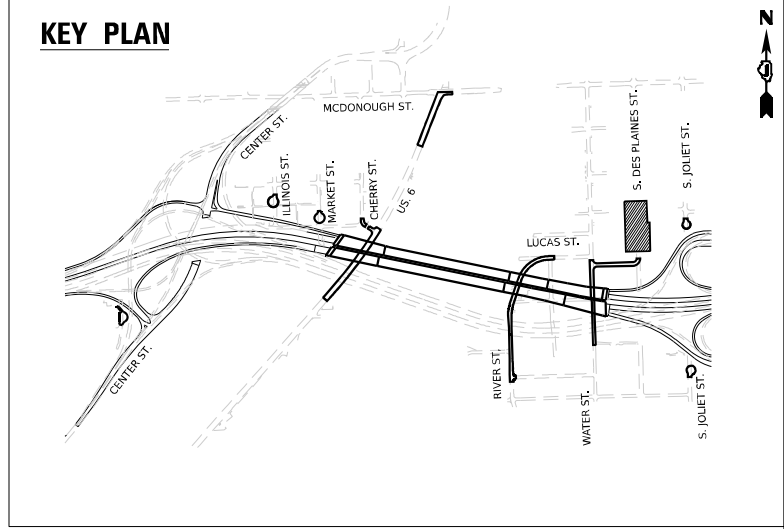 KEY PLAN
N
MCDONOUGH ST.
CENTER ST.
ILLINOIS ST.
MARKET ST.
CHERRY ST.
US. 6
S. DES PLAINES ST.
S. JOLIET ST.
LUCAS ST.
CENTER ST.
RIVER ST.
WATER ST.
S. JOLIET ST.